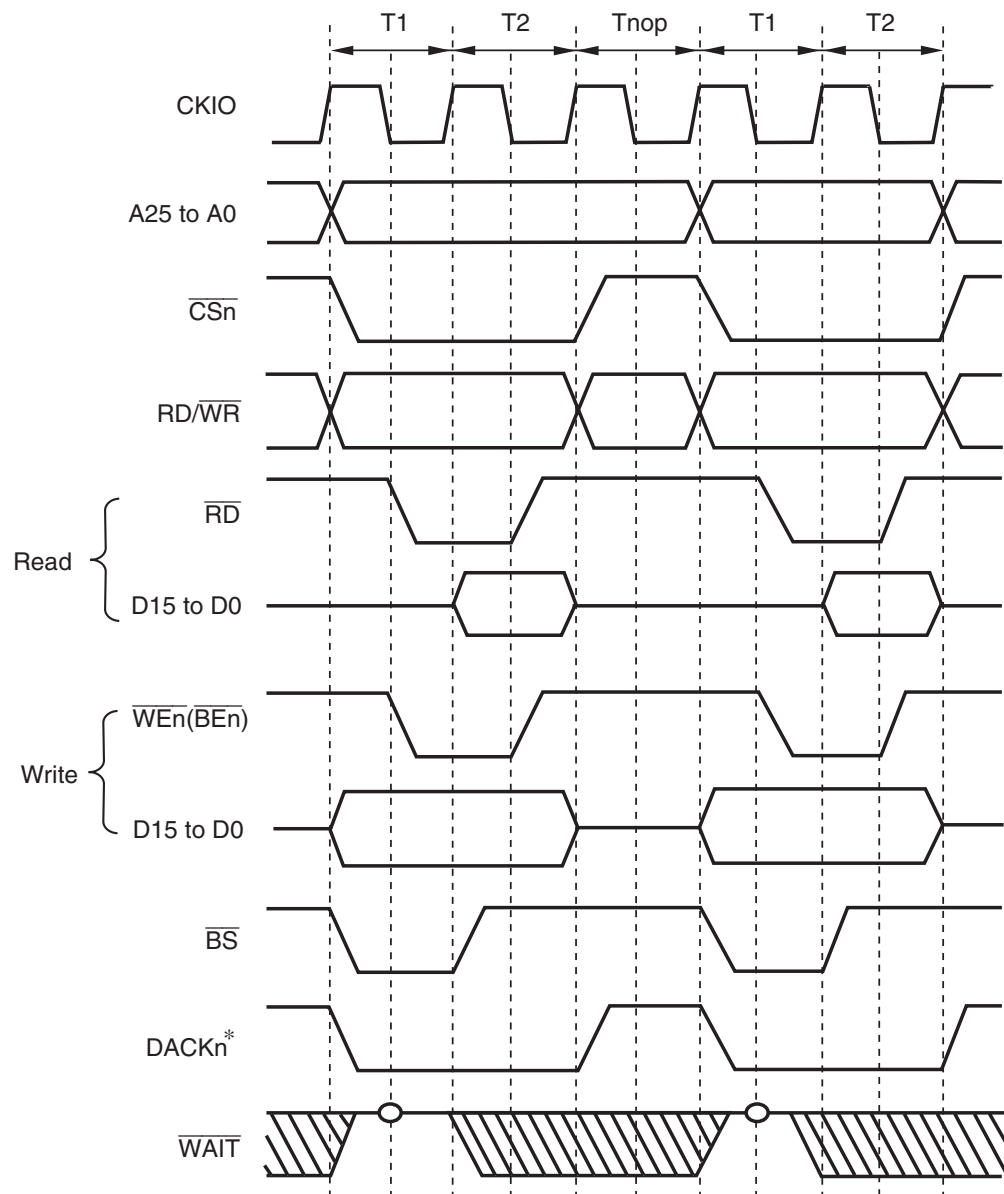 T1 T2 Tnop T1 T2
CKIO
A25 to A0
CSn
RD/WR
RD
Read
D15 to D0
WEn(BEn)
Write
D15 to D0
BS
DACKn*
WAIT